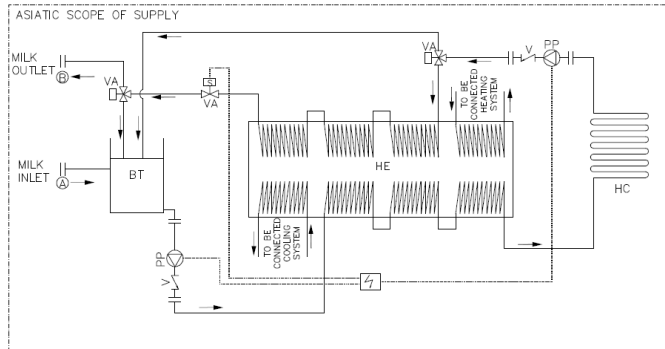 ASIATIC SCOPE OF SUPPLY
MILK
OUTLET
B
VA
S
VA
VA
V
PP
TO BE
CONNECTED
HEATING
SYSTEM
MILK
INLET
A
BT
HE
HC
PP
V
TO BE
CONNECTED
COOLING
SYSTEM